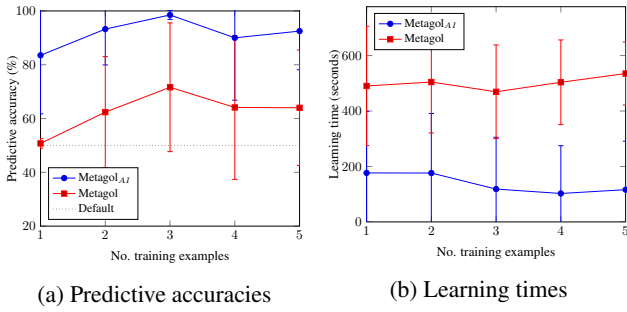 100
80
60
40
20
Predictive accuracy (%)
Metagol_AI
Metagol
Default
1 2 3 4 5
No. training examples
(a) Predictive accuracies
600
400
200
0
Learning time (seconds)
Metagol_AI
Metagol
1 2 3 4 5
No. training examples
(b) Learning times